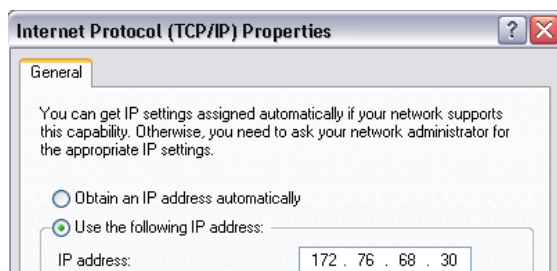 Internet Protocol (TCP/IP) Properties
General
You can get IP settings assigned automatically if your network supports
this capability. Otherwise, you need to ask your network administrator for
the appropriate IP settings.
Obtain an IP address automatically
Use the following IP address:
IP address: 172 . 76 . 68 . 30